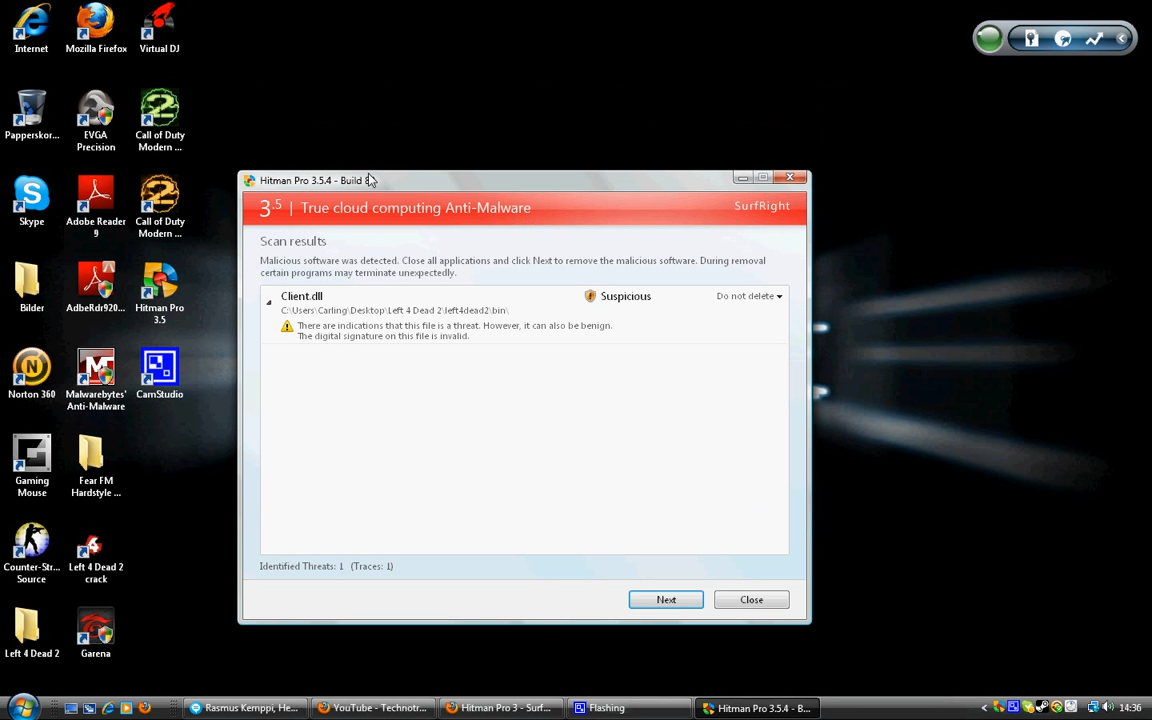 Internet
Mozilla Firefox
Virtual DJ
Papperskor...
EVGA
Precision
Call of Duty
Modern ...
Skype
Adobe Reader
9
Call of Duty
Modern ...
Bilder
AdbeRdr920...
Hitman Pro
3.5
Norton 360
Malwarebytes'
Anti-Malware
CamStudio
Gaming
Mouse
Fear FM
Hardstyle ...
Counter-Str...
Source
Left 4 Dead 2
crack
Left 4 Dead 2
Garena
Hitman Pro 3.5.4 - Build
3.5 | True cloud computing Anti-Malware
SurfRight
Scan results
Malicious software was detected. Close all applications and click Next to remove the malicious software. During removal
certain programs may terminate unexpectedly.
Client.dll
Suspicious
Do not delete
C:\Users\Carling\Desktop\Left 4 Dead 2\left4dead2\bin\
There are indications that this file is a threat. However, it can also be benign.
The digital signature on this file is invalid.
Identified Threats: 1 (Traces: 1)
Next
Close
Rasmus Kemppi, He...
YouTube - Technotr...
Hitman Pro 3 - Surf...
Flashing
Hitman Pro 3.5.4 - B...
14:36